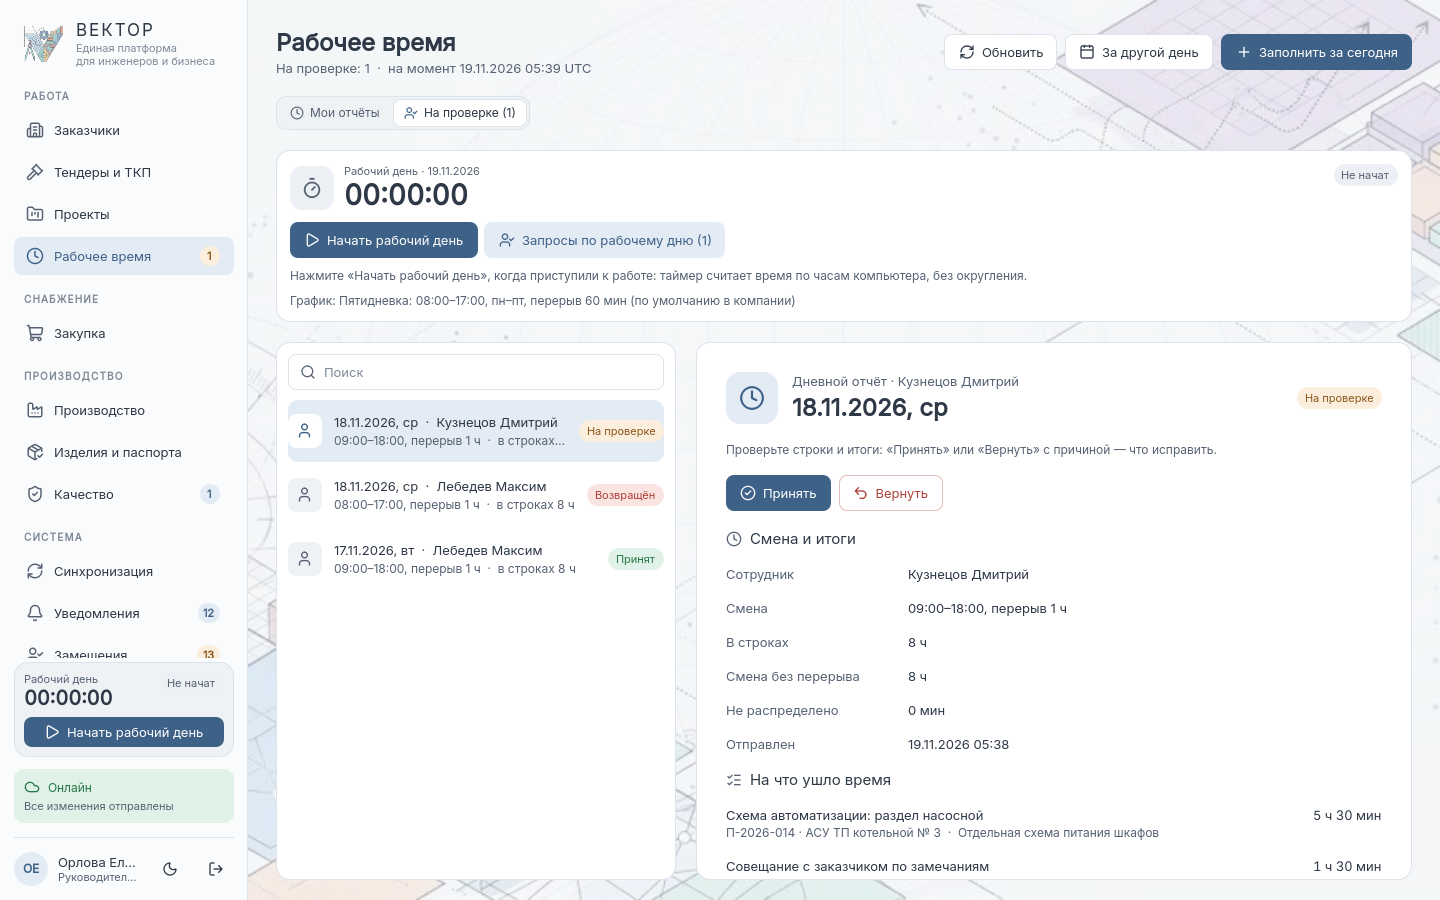 ВЕКТОР
Единая платформа
для инженеров и бизнеса
РАБОТА
Заказчики
Тендеры и ТКП
Проекты
Рабочее время 1
СНАБЖЕНИЕ
Закупка
ПРОИЗВОДСТВО
Производство
Изделия и паспорта
Качество 1
СИСТЕМА
Синхронизация
Уведомления 12
Замещения 13
Рабочий день
Не начат
00:00:00
Начать рабочий день
Онлайн
Все изменения отправлены
ОЕ
Орлова Ел...
Руководител...
Рабочее время
На проверке: 1 · на момент 19.11.2026 05:39 UTC
Обновить
За другой день
Заполнить за сегодня
Мои отчёты
На проверке (1)
Рабочий день · 19.11.2026
00:00:00
Не начат
Начать рабочий день
Запросы по рабочему дню (1)
Нажмите «Начать рабочий день», когда приступили к работе: таймер считает время по часам компьютера, без округления.
График: Пятидневка: 08:00–17:00, пн–пт, перерыв 60 мин (по умолчанию в компании)
Поиск
18.11.2026, ср · Кузнецов Дмитрий
09:00–18:00, перерыв 1 ч · в строках...
На проверке
18.11.2026, ср · Лебедев Максим
08:00–17:00, перерыв 1 ч · в строках 8 ч
Возвращён
17.11.2026, вт · Лебедев Максим
09:00–18:00, перерыв 1 ч · в строках 8 ч
Принят
Дневной отчёт · Кузнецов Дмитрий
18.11.2026, ср
На проверке
Проверьте строки и итоги: «Принять» или «Вернуть» с причиной — что исправить.
Принять
Вернуть
Смена и итоги
Сотрудник Кузнецов Дмитрий
Смена 09:00–18:00, перерыв 1 ч
В строках 8 ч
Смена без перерыва 8 ч
Не распределено 0 мин
Отправлен 19.11.2026 05:38
На что ушло время
Схема автоматизации: раздел насосной 5 ч 30 мин
П-2026-014 · АСУ ТП котельной № 3 · Отдельная схема питания шкафов
Совещание с заказчиком по замечаниям 1 ч 30 мин